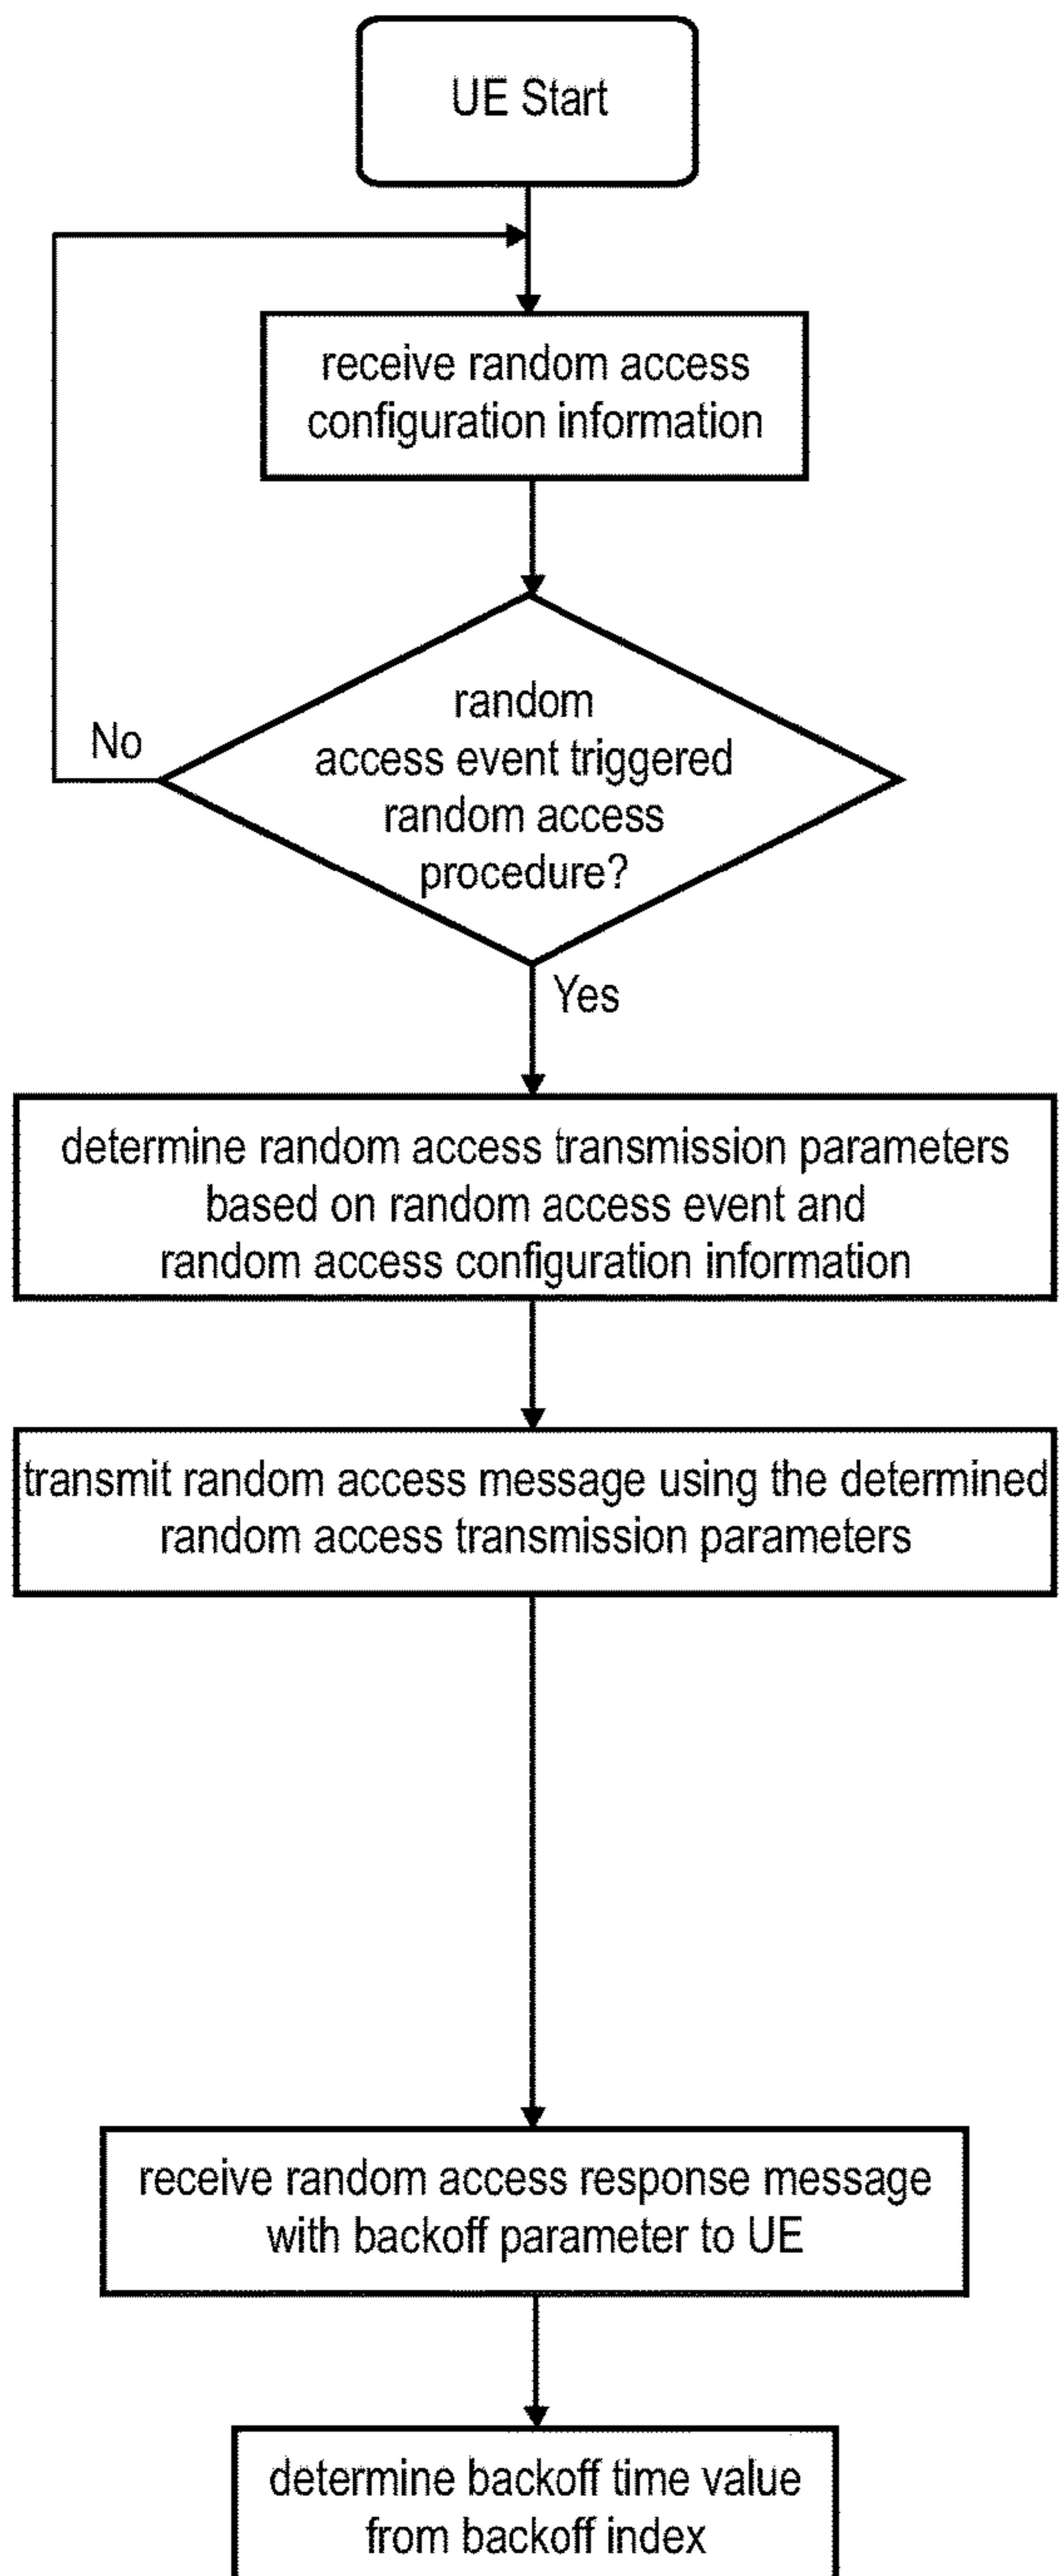 UE Start
receive random access
configuration information
random
access event triggered
random access
procedure?
No
Yes
determine random access transmission parameters
based on random access event and
random access configuration information
transmit random access message using the determined
random access transmission parameters
receive random access response message
with backoff parameter to UE
determine backoff time value
from backoff index